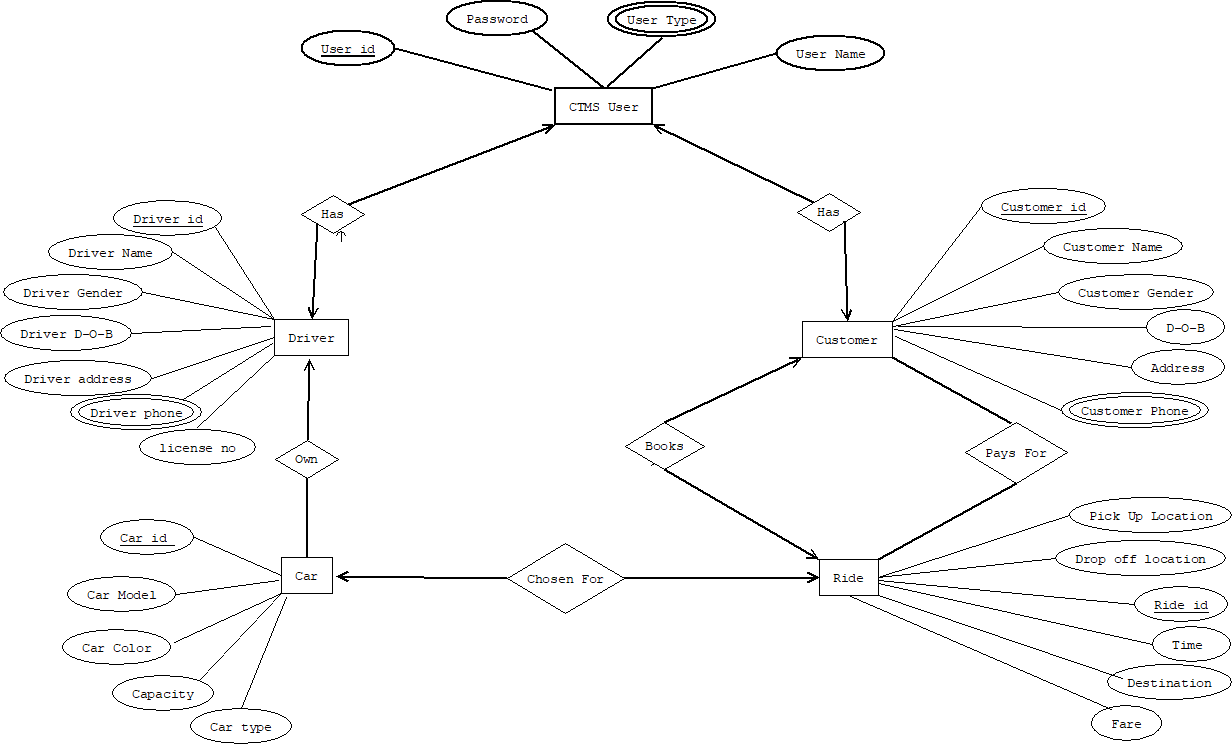 Password
User Type
User id
User Name
CTMS User
Has
Has
Driver id
Driver Name
Driver Gender
Driver D-O-B
Driver address
Driver phone
license no
Driver
Customer id
Customer Name
Customer Gender
D-O-B
Address
Customer Phone
Customer
Own
Books
Pays For
Car id
Car Model
Car Color
Capacity
Car type
Car
Chosen For
Ride
Pick Up Location
Drop off location
Ride id
Time
Destination
Fare